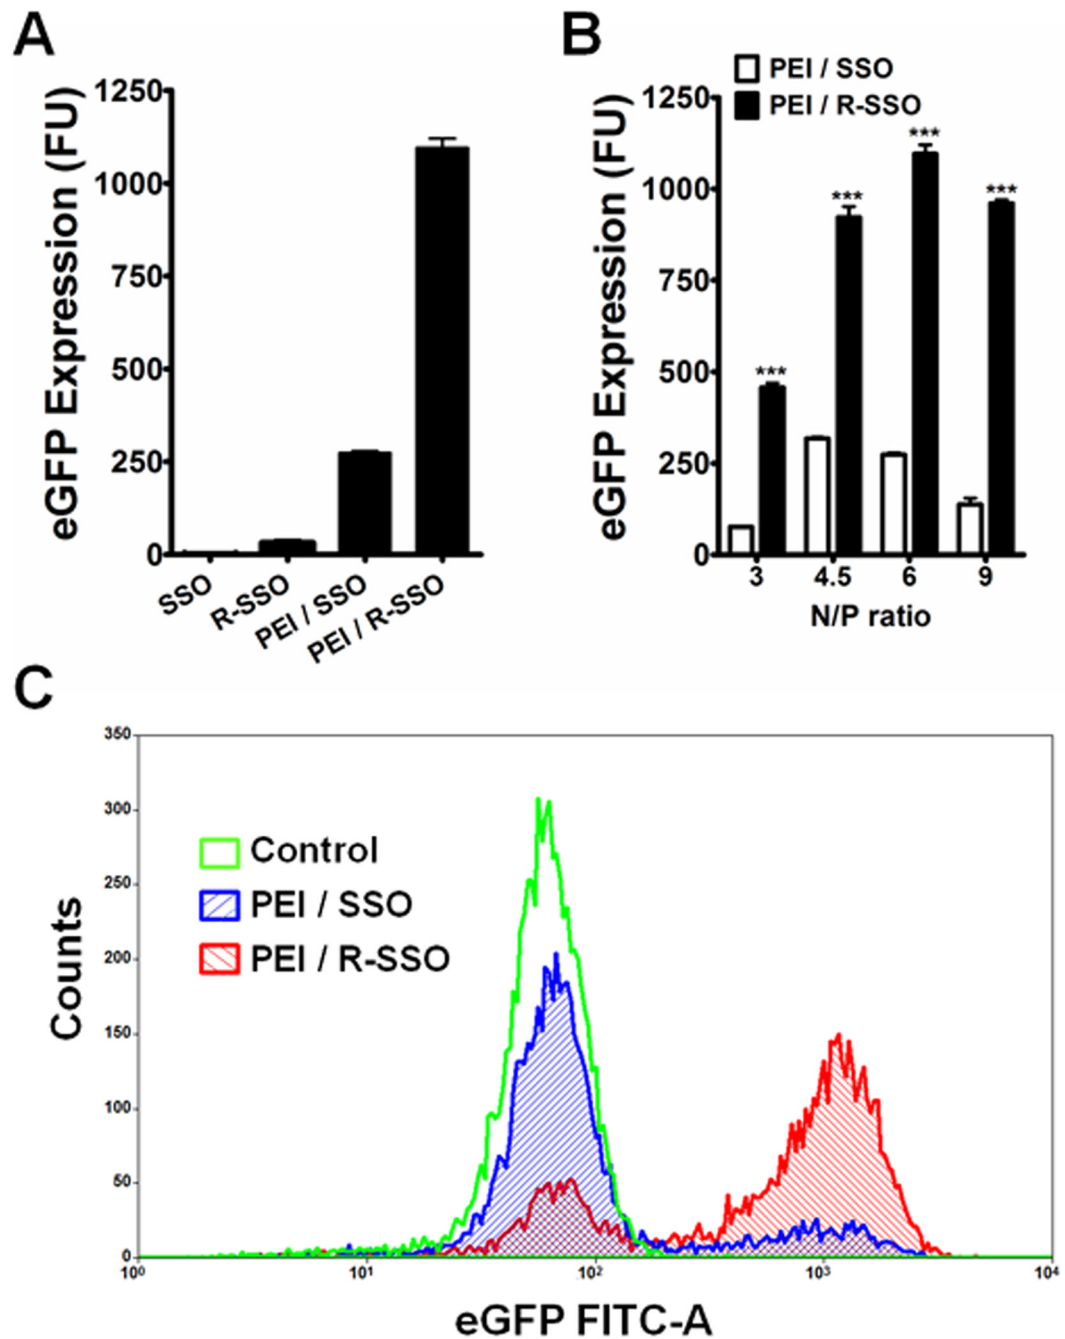 A
eGFP Expression (FU)
1250
1000
750
500
250
0
SSO
R-SSO
PEI / SSO
PEI / R-SSO
B
PEI / SSO
PEI / R-SSO
eGFP Expression (FU)
1250
1000
750
500
250
0
***
***
***
***
3 4.5 6 9
N/P ratio
C
Counts
350
300
250
200
150
100
50
0
Control
PEI / SSO
PEI / R-SSO
10⁰ 10¹ 10² 10³ 10⁴
eGFP FITC-A